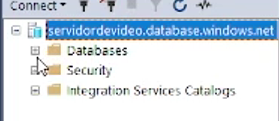 Connect
servidordevideo.database.windows.net
Databases
Security
Integration Services Catalogs